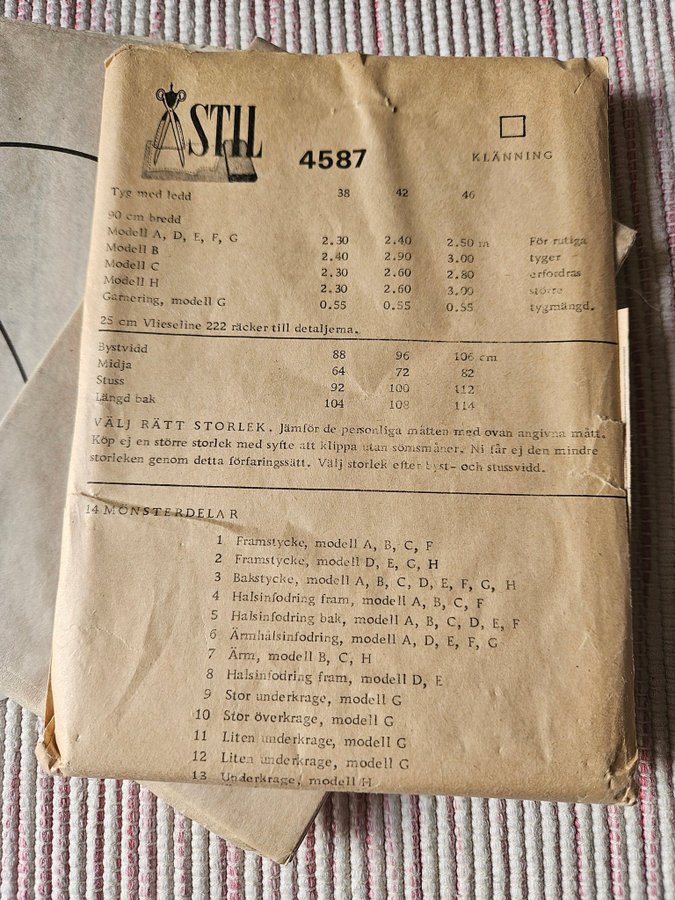 ÅSTIL
4587
KLÄNNING
Tyg med ledd 38 42 46
90 cm bredd
Modell A, D, E, F, G 2.30 2.40 2.50 m För rutiga
Modell B 2.40 2.90 3.00 tyger
Modell C 2.30 2.60 2.80 erfordras
Modell H 2.30 2.60 3.00 större
Garnering, modell G 0.55 0.55 0.55 tygmängd.
25 cm Vlieseline 222 räcker till detaljerna.
Bystvidd 88 96 106 cm
Midja 64 72 82
Stuss 92 100 112
Längd bak 104 108 114
VÄLJ RÄTT STORLEK. Jämför de personliga måtten med ovan angivna mått.
Köp ej en större storlek med syfte att klippa utan sömsmåner. Ni får ej den mindre
storleken genom detta förfaringssätt. Välj storlek efter byst- och stussvidd.
14 MÖNSTERDELAR
1 Framstycke, modell A, B, C, F
2 Framstycke, modell D, E, G, H
3 Bakstycke, modell A, B, C, D, E, F, G, H
4 Halsinfodring fram, modell A, B, C, F
5 Halsinfodring bak, modell A, B, C, D, E, F
6 Ärmhålsinfodring, modell A, D, E, F, G
7 Ärm, modell B, C, H
8 Halsinfodring fram, modell D, E
9 Stor underkrage, modell G
10 Stor överkrage, modell G
11 Liten underkrage, modell G
12 Liten underkrage, modell G
13 Underkrage, modell H